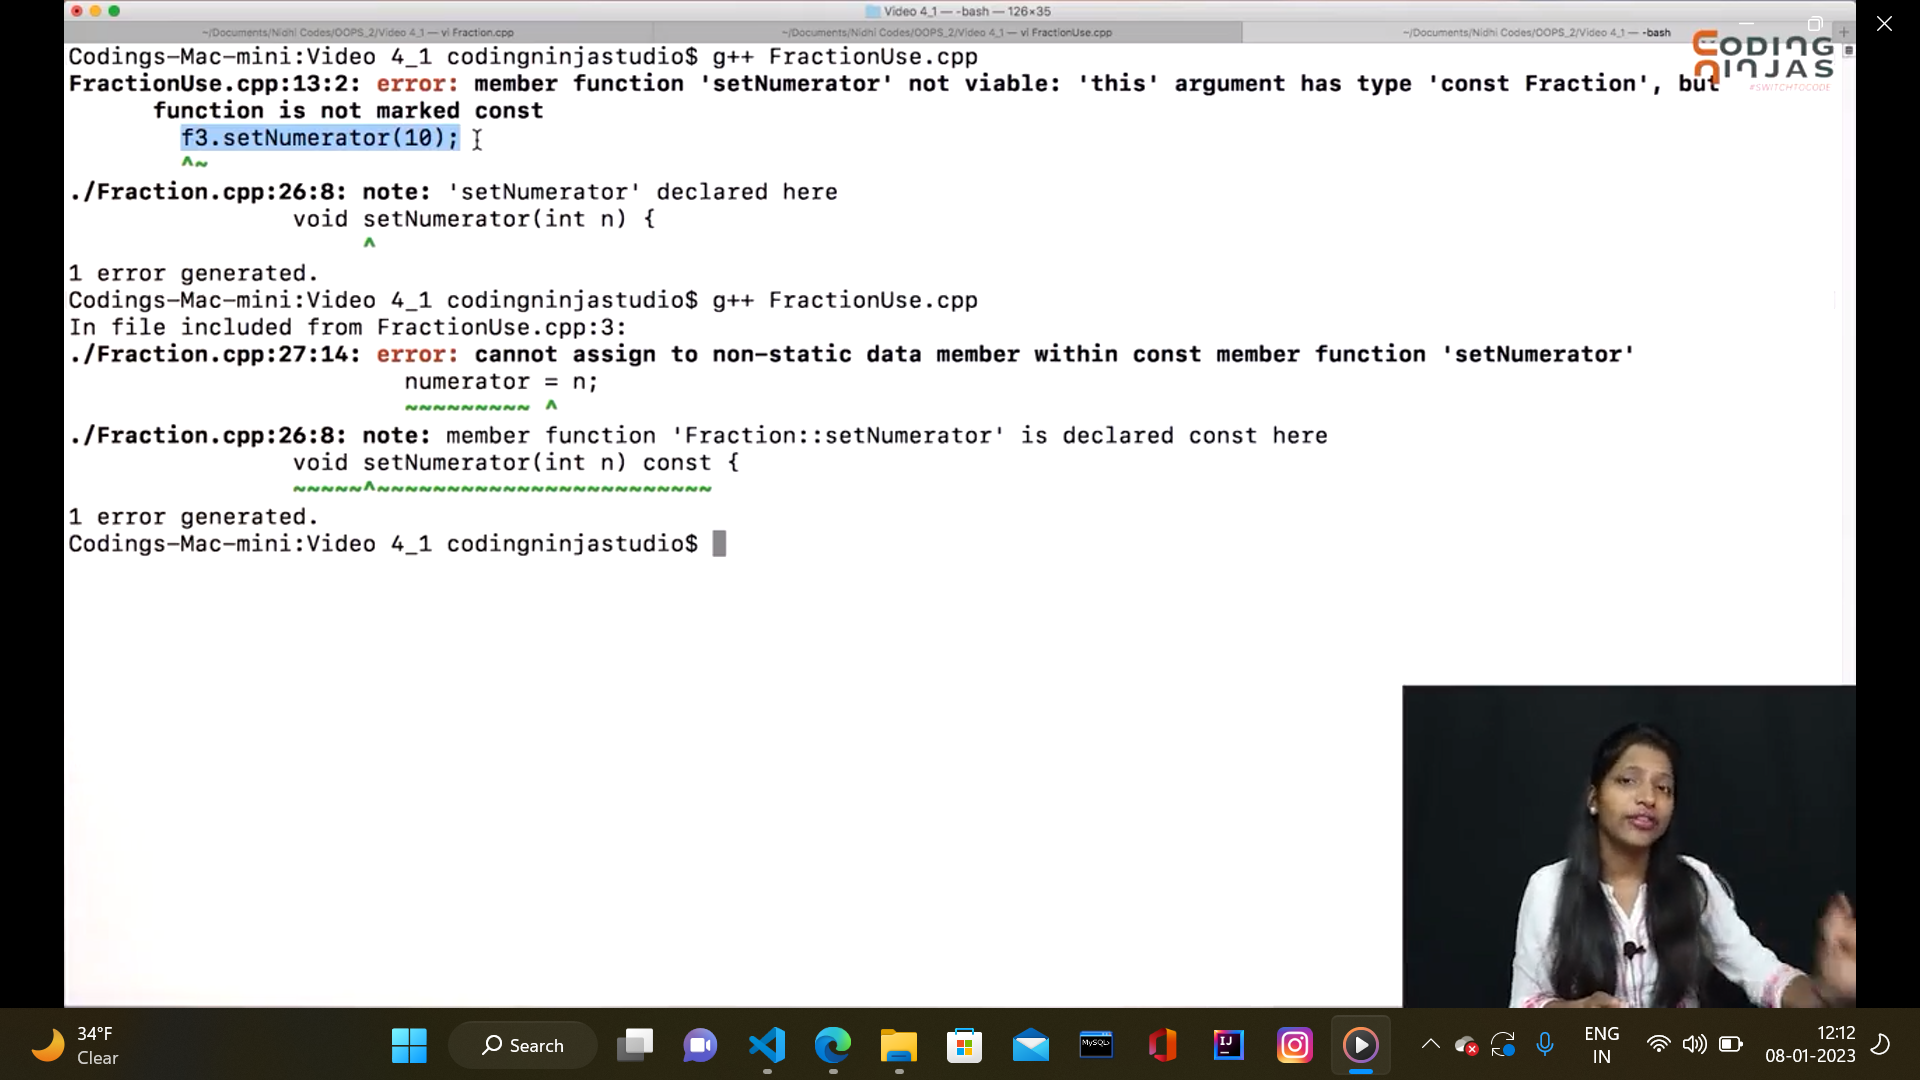 Video 4_1 — -bash — 126×35
~/Documents/Nidhi Codes/OOPS_2/Video 4_1 — vi Fraction.cpp
~/Documents/Nidhi Codes/OOPS_2/Video 4_1 — vi FractionUse.cpp
~/Documents/Nidhi Codes/OOPS_2/Video 4_1 — -bash
CODING
NINJAS
#SWITCHTOCODE
Codings-Mac-mini:Video 4_1 codingninjastudio$ g++ FractionUse.cpp
FractionUse.cpp:13:2: error: member function 'setNumerator' not viable: 'this' argument has type 'const Fraction', but
function is not marked const
f3.setNumerator(10);
^~
./Fraction.cpp:26:8: note: 'setNumerator' declared here
void setNumerator(int n) {
^
1 error generated.
Codings-Mac-mini:Video 4_1 codingninjastudio$ g++ FractionUse.cpp
In file included from FractionUse.cpp:3:
./Fraction.cpp:27:14: error: cannot assign to non-static data member within const member function 'setNumerator'
numerator = n;
~~~~~~~~~ ^
./Fraction.cpp:26:8: note: member function 'Fraction::setNumerator' is declared const here
void setNumerator(int n) const {
~~~~~^~~~~~~~~~~~~~~~~~~~~~~~~
1 error generated.
Codings-Mac-mini:Video 4_1 codingninjastudio$
34°F
Clear
Search
MySQL
IJ
ENG
IN
12:12
08-01-2023